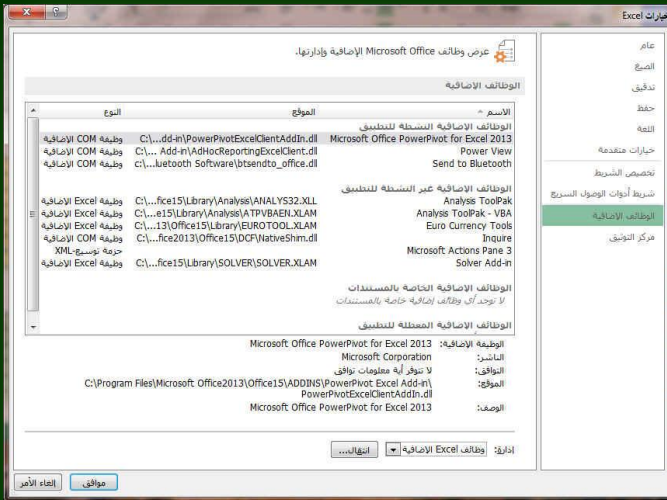 خيارات Excel
عام
الصيغ
تدقيق
حفظ
اللغة
خيارات متقدمة
تخصيص الشريط
شريط أدوات الوصول السريع
الوظائف الإضافية
مركز التوثيق
عرض وظائف Microsoft Office الإضافية وإدارتها.
الوظائف الإضافية
الاسم الموقع النوع
الوظائف الإضافية النشطة للتطبيق
Microsoft Office PowerPivot for Excel 2013 C:\...dd-in\PowerPivotExcelClientAddIn.dll وظيفة COM الإضافية
Power View C:\... Add-in\AdHocReportingExcelClient.dll وظيفة COM الإضافية
Send to Bluetooth c:\...luetooth Software\btsendto_office.dll وظيفة COM الإضافية
الوظائف الإضافية غير النشطة للتطبيق
Analysis ToolPak C:\...fice15\Library\Analysis\ANALYS32.XLL وظيفة Excel الإضافية
Analysis ToolPak - VBA C:\...e15\Library\Analysis\ATPVBAEN.XLAM وظيفة Excel الإضافية
Euro Currency Tools C:\...13\Office15\Library\EUROTOOL.XLAM وظيفة Excel الإضافية
Inquire C:\...fice2013\Office15\DCF\NativeShim.dll وظيفة COM الإضافية
Microsoft Actions Pane 3 حزمة توسيع-XML
Solver Add-in C:\...fice15\Library\SOLVER\SOLVER.XLAM وظيفة Excel الإضافية
الوظائف الإضافية الخاصة بالمستندات
لا توجد أي وظائف إضافية خاصة بالمستندات
الوظائف الإضافية المعطلة للتطبيق
الوظيفة الإضافية: Microsoft Office PowerPivot for Excel 2013
الناشر: Microsoft Corporation
التوافق: لا تتوفر أية معلومات توافق
الموقع: C:\Program Files\Microsoft Office2013\Office15\ADDINS\PowerPivot Excel Add-in\
PowerPivotExcelClientAddIn.dll
الوصف: Microsoft Office PowerPivot for Excel 2013
إدارة: وظائف Excel الإضافية انتقال...
موافق إلغاء الأمر